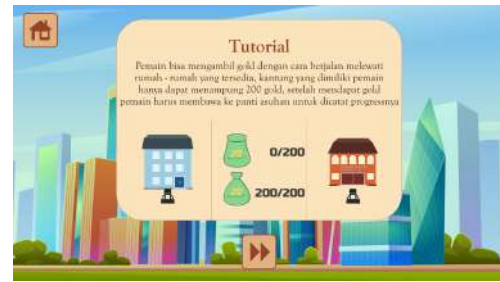 Tutorial
Pemain bisa mengambil gold dengan cara berjalan melewati
rumah - rumah yang tersedia, kantung yang dimiliki pemain
hanya dapat menampung 200 gold, setelah mendapat gold
pemain harus membawa ke panti asuhan untuk dicatat progressnya
0/200
200/200